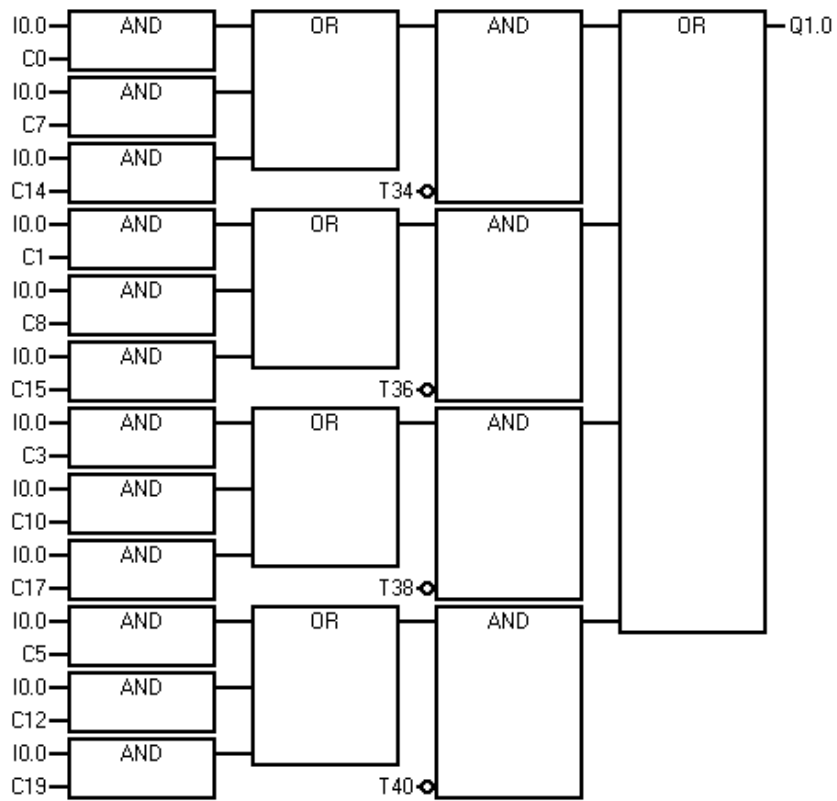 I0.0 AND OR AND OR Q1.0
C0
I0.0 AND
C7
I0.0 AND
C14 T34
I0.0 AND OR AND
C1
I0.0 AND
C8
I0.0 AND
C15 T36
I0.0 AND OR AND
C3
I0.0 AND
C10
I0.0 AND
C17 T38
I0.0 AND OR AND
C5
I0.0 AND
C12
I0.0 AND
C19 T40